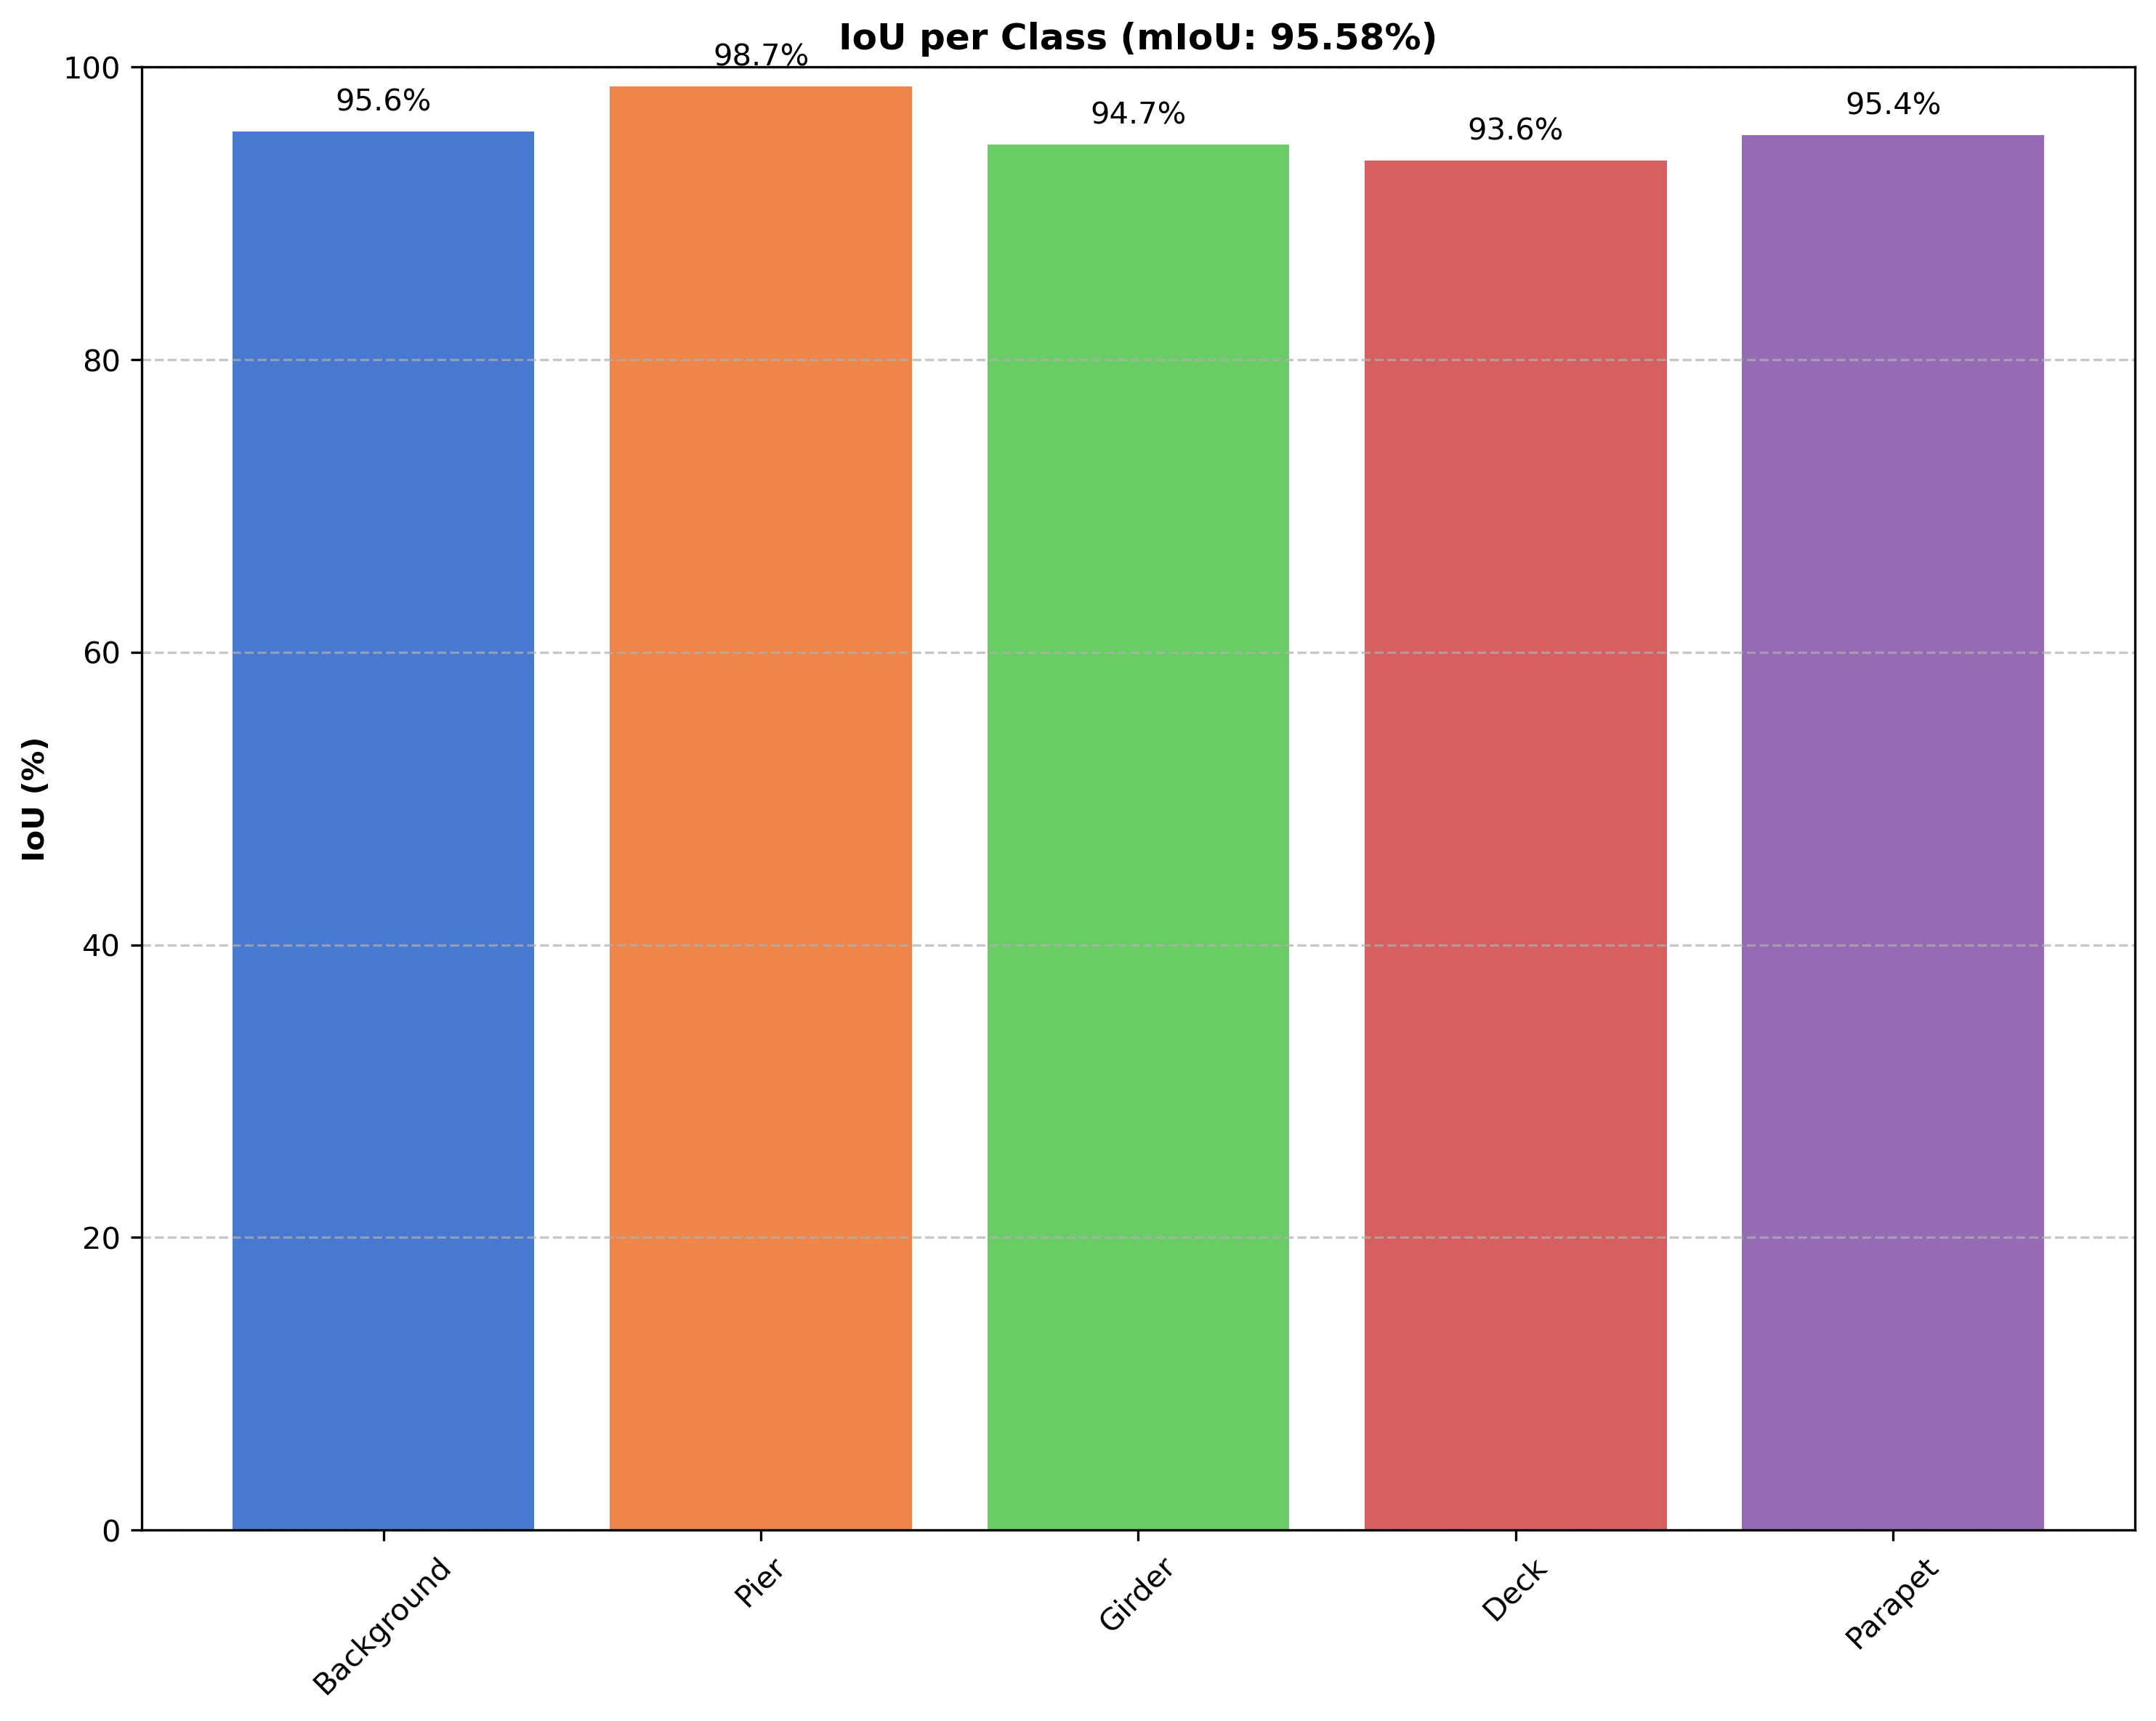 IoU per Class (mIoU: 95.58%)
98.7%
95.6%
94.7%
93.6%
95.4%
100
80
60
40
20
0
IoU (%)
Background
Pier
Girder
Deck
Parapet